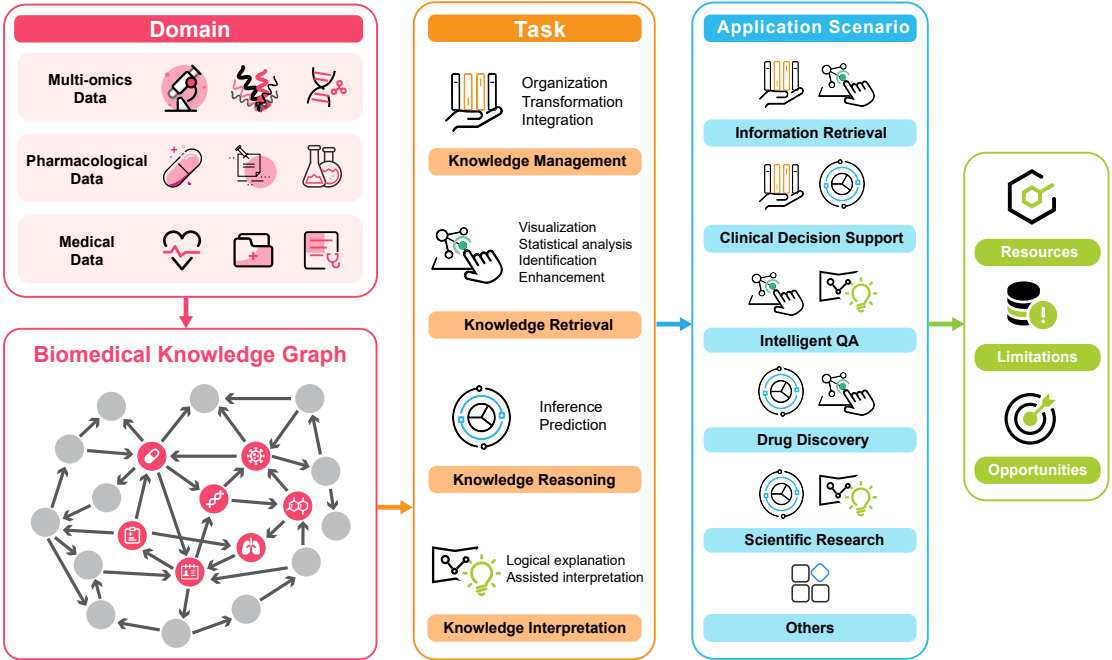 Domain
Multi-omics
Data
Pharmacological
Data
Medical
Data
Biomedical Knowledge Graph
Task
Organization
Transformation
Integration
Knowledge Management
Visualization
Statistical analysis
Identification
Enhancement
Knowledge Retrieval
Inference
Prediction
Knowledge Reasoning
Logical explanation
Assisted interpretation
Knowledge Interpretation
Application Scenario
Information Retrieval
Clinical Decision Support
Intelligent QA
Drug Discovery
Scientific Research
Others
Resources
Limitations
Opportunities